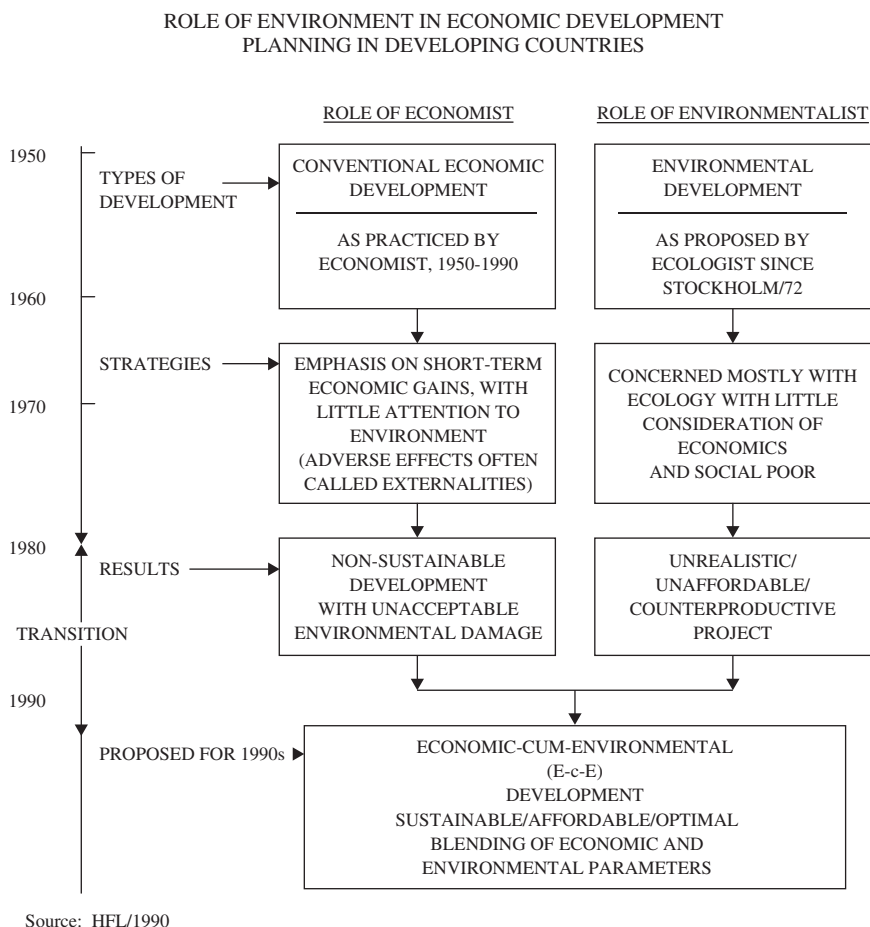 ROLE OF ENVIRONMENT IN ECONOMIC DEVELOPMENT
PLANNING IN DEVELOPING COUNTRIES
ROLE OF ECONOMIST
ROLE OF ENVIRONMENTALIST
1950
TYPES OF
DEVELOPMENT
CONVENTIONAL ECONOMIC
DEVELOPMENT
AS PRACTICED BY
ECONOMIST, 1950-1990
ENVIRONMENTAL
DEVELOPMENT
AS PROPOSED BY
ECOLOGIST SINCE
STOCKHOLM/72
1960
STRATEGIES
EMPHASIS ON SHORT-TERM
ECONOMIC GAINS, WITH
LITTLE ATTENTION TO
ENVIRONMENT
(ADVERSE EFFECTS OFTEN
CALLED EXTERNALITIES)
CONCERNED MOSTLY WITH
ECOLOGY WITH LITTLE
CONSIDERATION OF
ECONOMICS
AND SOCIAL POOR
1970
1980
RESULTS
NON-SUSTAINABLE
DEVELOPMENT
WITH UNACCEPTABLE
ENVIRONMENTAL DAMAGE
UNREALISTIC/
UNAFFORDABLE/
COUNTERPRODUCTIVE
PROJECT
TRANSITION
1990
PROPOSED FOR 1990s
ECONOMIC-CUM-ENVIRONMENTAL
(E-c-E)
DEVELOPMENT
SUSTAINABLE/AFFORDABLE/OPTIMAL
BLENDING OF ECONOMIC AND
ENVIRONMENTAL PARAMETERS
Source: HFL/1990